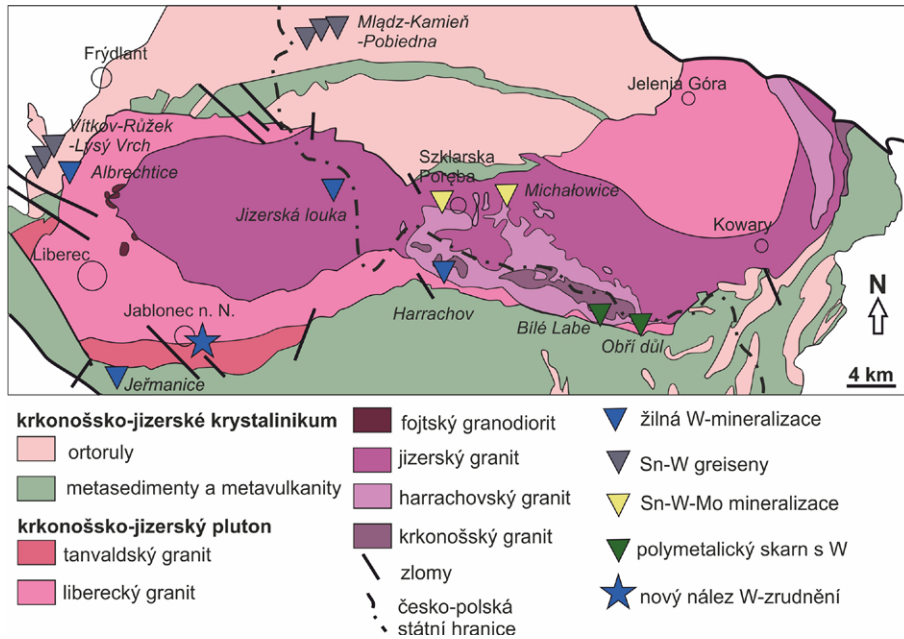 Mlądz-Kamieň
-Pobiedna
Frýdlant
Jelenia Góra
Vítkov-Růžek
-Lysý Vrch
Albrechtice
Szklarska
Poręba
Michałowice
Jizerská louka
Kowary
Liberec
Jablonec n. N.
Harrachov
Bílé Labe
Obří důl
Jeřmanice
N
4 km
krkonošsko-jizerské krystalinikum
ortoruly
metasedimenty a metavulkanity
krkonošsko-jizerský pluton
tanvaldský granit
liberecký granit
fojtský granodiorit
jizerský granit
harrachovský granit
krkonošský granit
zlomy
česko-polská
státní hranice
žilná W-mineralizace
Sn-W greiseny
Sn-W-Mo mineralizace
polymetalický skarn s W
nový nález W-zrudnění